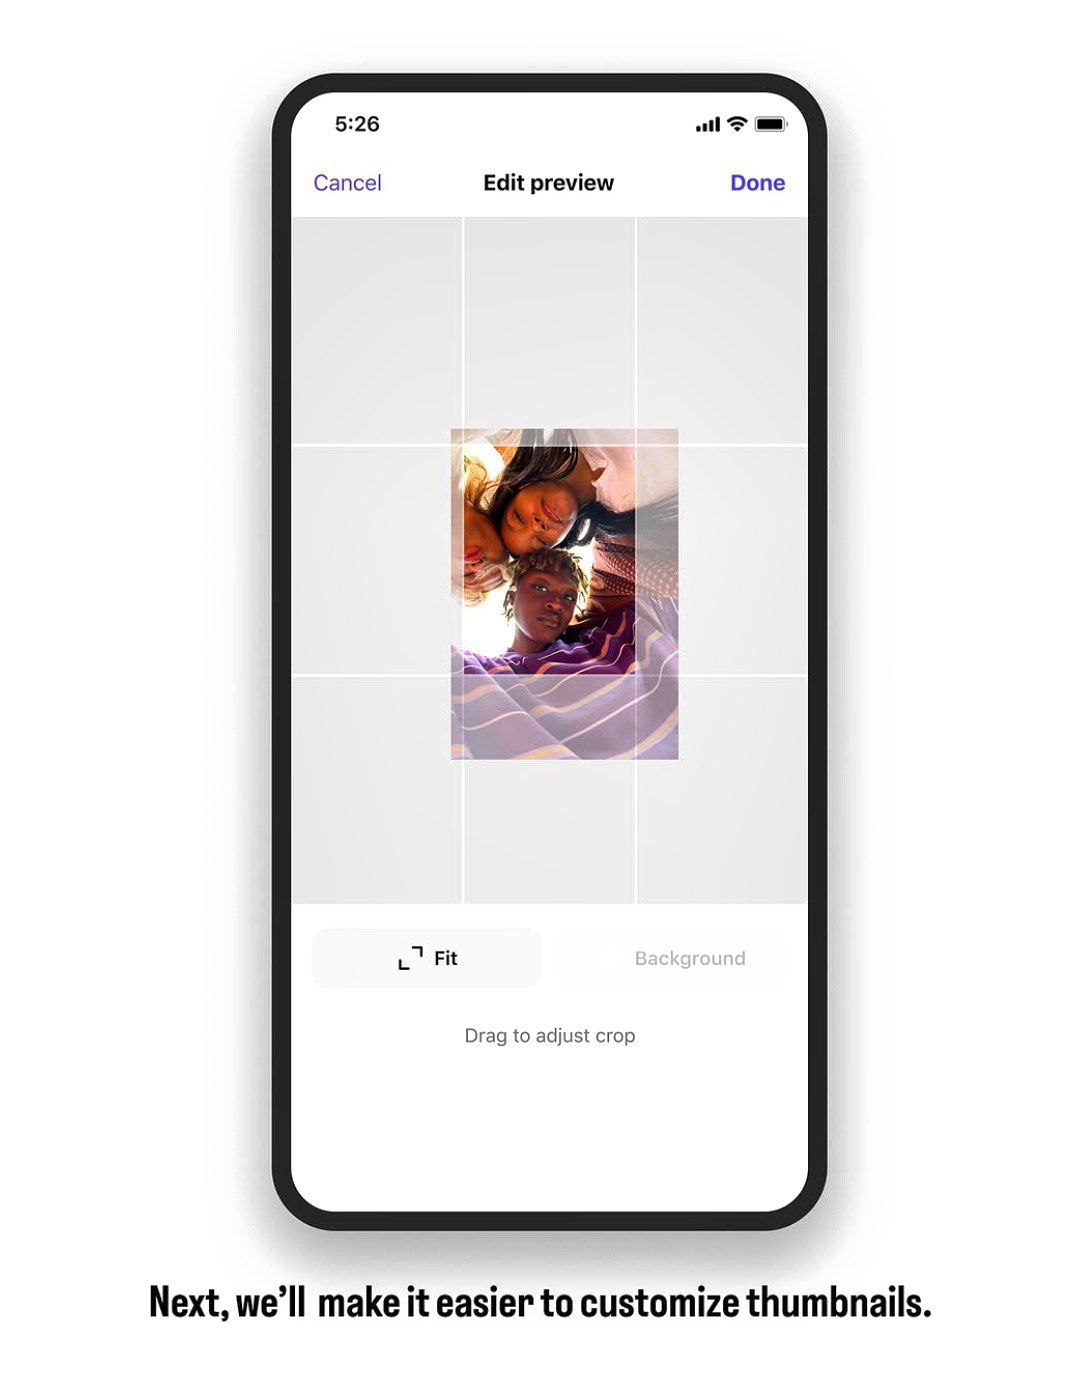 5:26
Cancel Edit preview Done
Fit Background
Drag to adjust crop
Next, we'll make it easier to customize thumbnails.